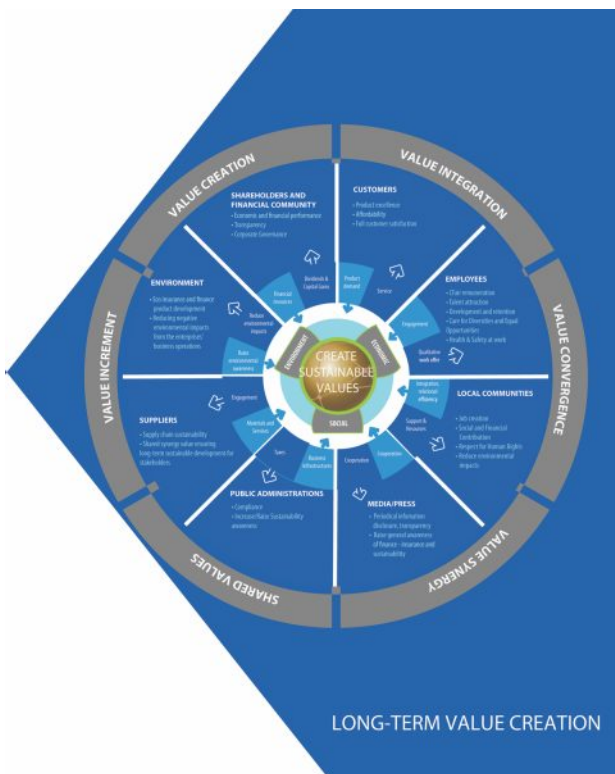 VALUE CREATION
VALUE INTEGRATION
SHAREHOLDERS AND
FINANCIAL COMMUNITY
• Economic and financial performance
• Transparency
• Corporate Governance
CUSTOMERS
• Product excellence
• Affordability
• Full customer satisfaction
ENVIRONMENT
• Eco insurance and finance
product development
• Reducing negative
environmental impacts
from the enterprises'
business operations
EMPLOYEES
• Clair remuneration
• Talent attraction
• Development and retention
• Care for Diversities and Equal
Opportunities
• Health & Safety at work
Dividends &
Capital Gains
Product
demand
Service
Financial
resources
Reduce
environmental
impacts
Engagement
Qualitative
work offer
Raise
environmental
awareness
ENVIRONMENT
ECONOMIC
SOCIAL
CREATE
SUSTAINABLE
VALUES
VALUE INCREMENT
VALUE CONVERGENCE
Engagement
Integration,
relational
efficiency
Support &
Resources
Materials and
Services
Taxes
Business
Infrastructures
Cooperation
Cooperation
SUPPLIERS
• Supply chain sustainability
• Shared synergy value ensuring
long-term sustainable development for
stakeholders
LOCAL COMMUNITIES
• Job creation
• Social and Financial
Contribution
• Respect for Human Rights
• Reduce environmental
impacts
PUBLIC ADMINISTRATIONS
• Compliance
• Increase/Raise Sustainability
awareness
MEDIA/PRESS
• Periodical information
disclosure, transparency
• Raise general awareness
of finance - insurance and
sustainability
SHARED VALUES
VALUE SYNERGY
LONG-TERM VALUE CREATION